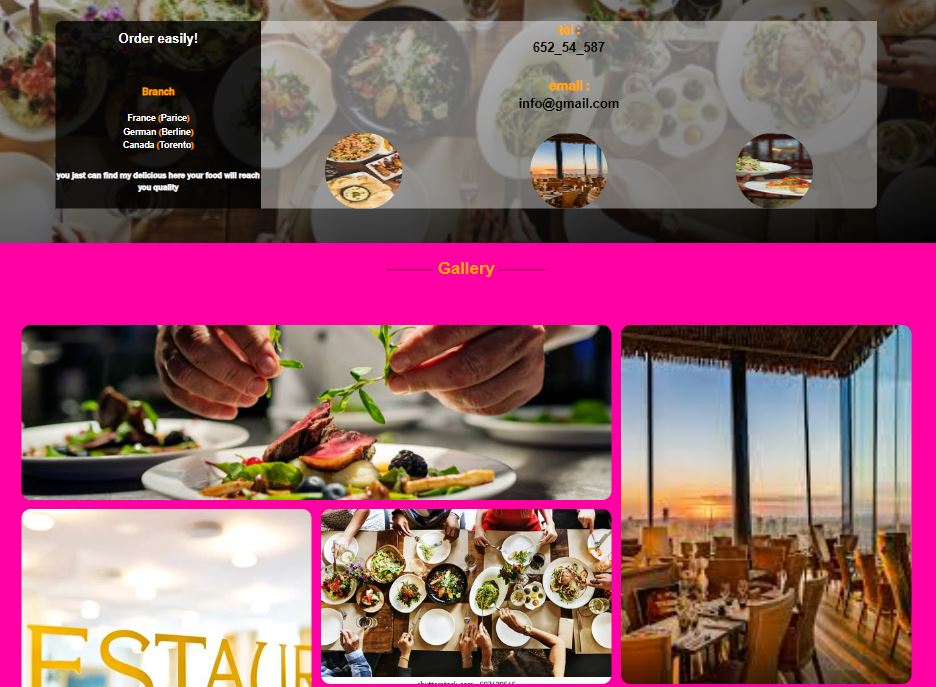 Order easily!
Branch
France (Parice)
German (Berline)
Canada (Torento)
you jast can find my delicious here your food will reach
you quality
tel :
652_54_587
email :
info@gmail.com
Gallery
ESTAUR